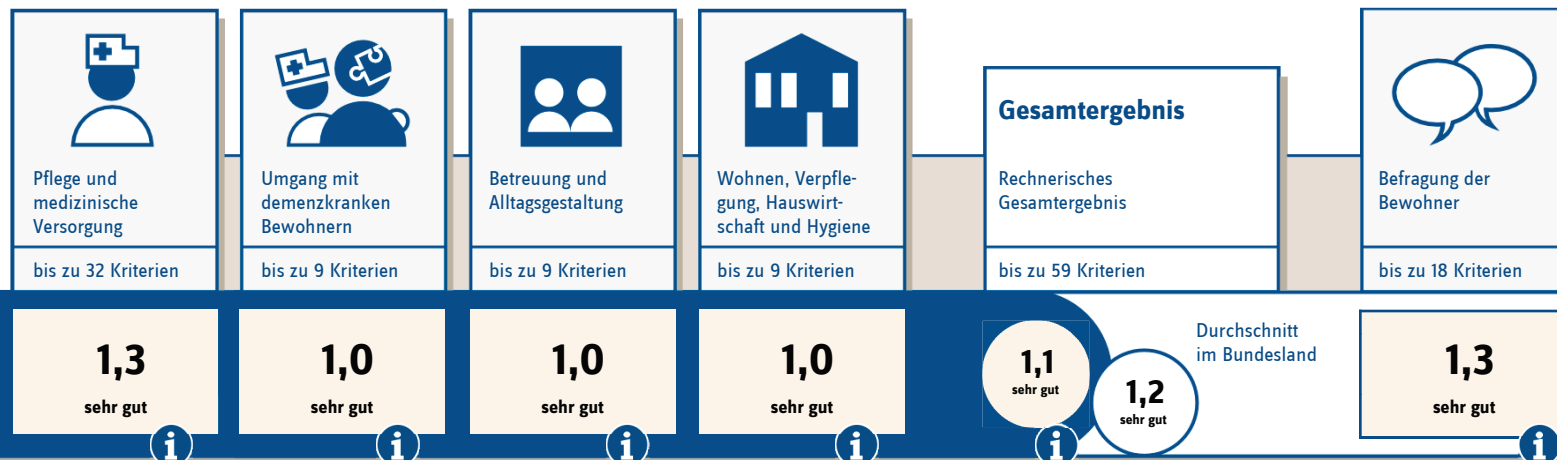 Pflege und
medizinische
Versorgung
bis zu 32 Kriterien
1,3
sehr gut
i
Umgang mit
demenzkranken
Bewohnern
bis zu 9 Kriterien
1,0
sehr gut
i
Betreuung und
Alltagsgestaltung
bis zu 9 Kriterien
1,0
sehr gut
i
Wohnen, Verpfle-
gung, Hauswirt-
schaft und Hygiene
bis zu 9 Kriterien
1,0
sehr gut
i
Gesamtergebnis
Rechnerisches
Gesamtergebnis
bis zu 59 Kriterien
1,1
sehr gut
i
1,2
sehr gut
Durchschnitt
im Bundesland
Befragung der
Bewohner
bis zu 18 Kriterien
1,3
sehr gut
i